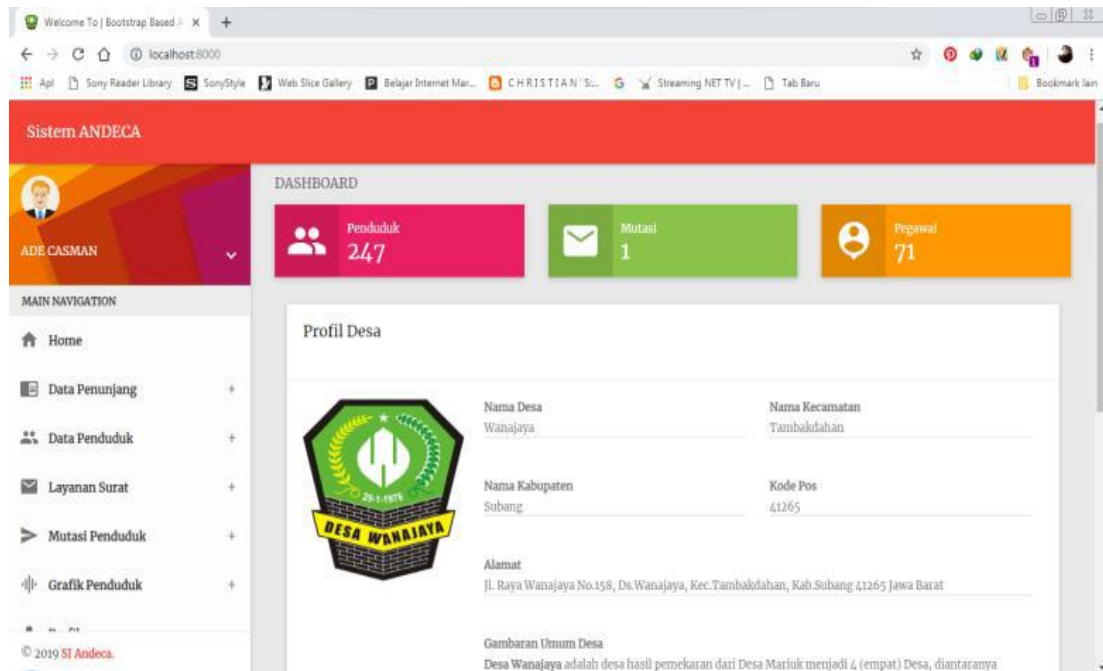 Welcome To | Bootstrap Based
localhost:8000
Apl Sony Reader Library SonyStyle Web Slice Gallery Belajar Internet Mar... CHRISTIAN'S:... Streaming NET TV | ... Tab Baru Bookmark lain
Sistem ANDECA
ADE CASMAN
MAIN NAVIGATION
Home
Data Penunjang +
Data Penduduk +
Layanan Surat +
Mutasi Penduduk +
Grafik Penduduk +
© 2019 SI Andeca.
DASHBOARD
Penduduk
247
Mutasi
1
Pegawai
71
Profil Desa
29-1-1976
DESA WANAJAYA
Nama Desa
Wanajaya
Nama Kecamatan
Tambakdahan
Nama Kabupaten
Subang
Kode Pos
41265
Alamat
Jl. Raya Wanajaya No.158, Ds.Wanajaya, Kec.Tambakdahan, Kab.Subang 41265 Jawa Barat
Gambaran Umum Desa
Desa Wanajaya adalah desa hasil pemekaran dari Desa Mariuk menjadi 4 (empat) Desa, diantaranya